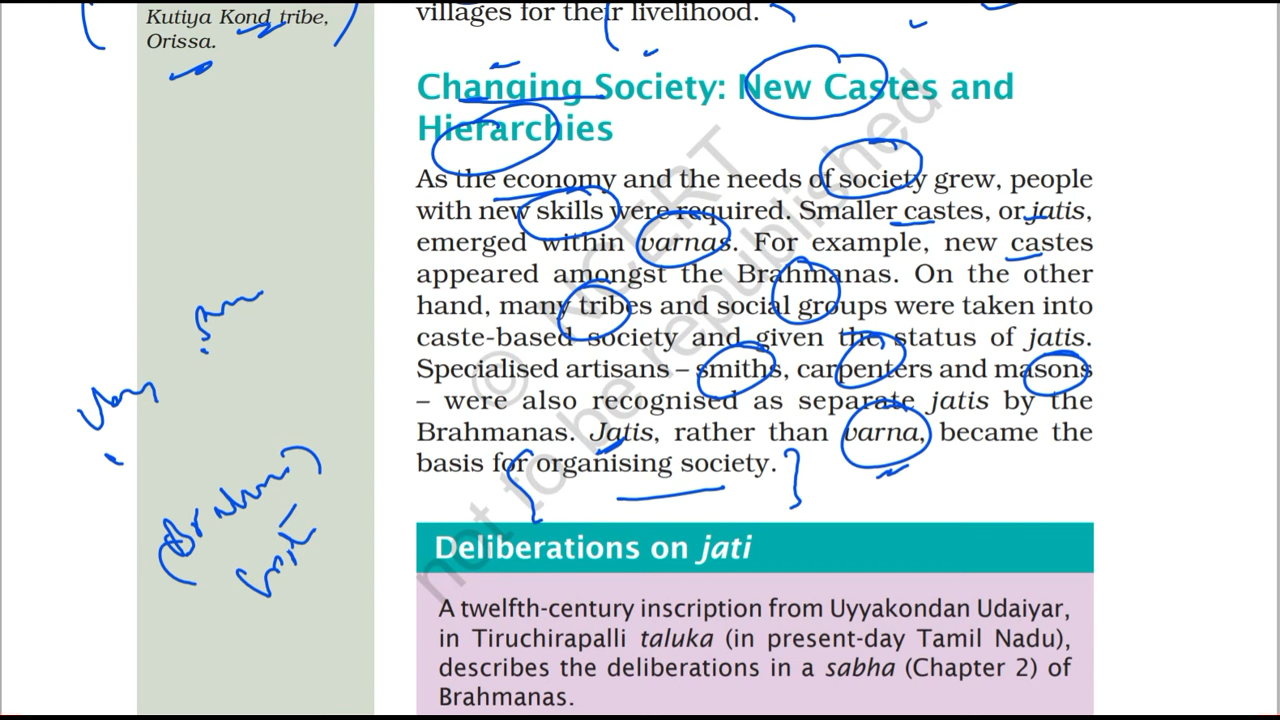 Kutiya Kond tribe,
Orissa.
villages for their livelihood.
Changing Society: New Castes and
Hierarchies
As the economy and the needs of society grew, people
with new skills were required. Smaller castes, or jatis,
emerged within varnas. For example, new castes
appeared amongst the Brahmanas. On the other
hand, many tribes and social groups were taken into
caste-based society and given the status of jatis.
Specialised artisans – smiths, carpenters and masons
– were also recognised as separate jatis by the
Brahmanas. Jatis, rather than varna, became the
basis for organising society.
Deliberations on jati
A twelfth-century inscription from Uyyakondan Udaiyar,
in Tiruchirapalli taluka (in present-day Tamil Nadu),
describes the deliberations in a sabha (Chapter 2) of
Brahmanas.
© NCERT
not to be republished